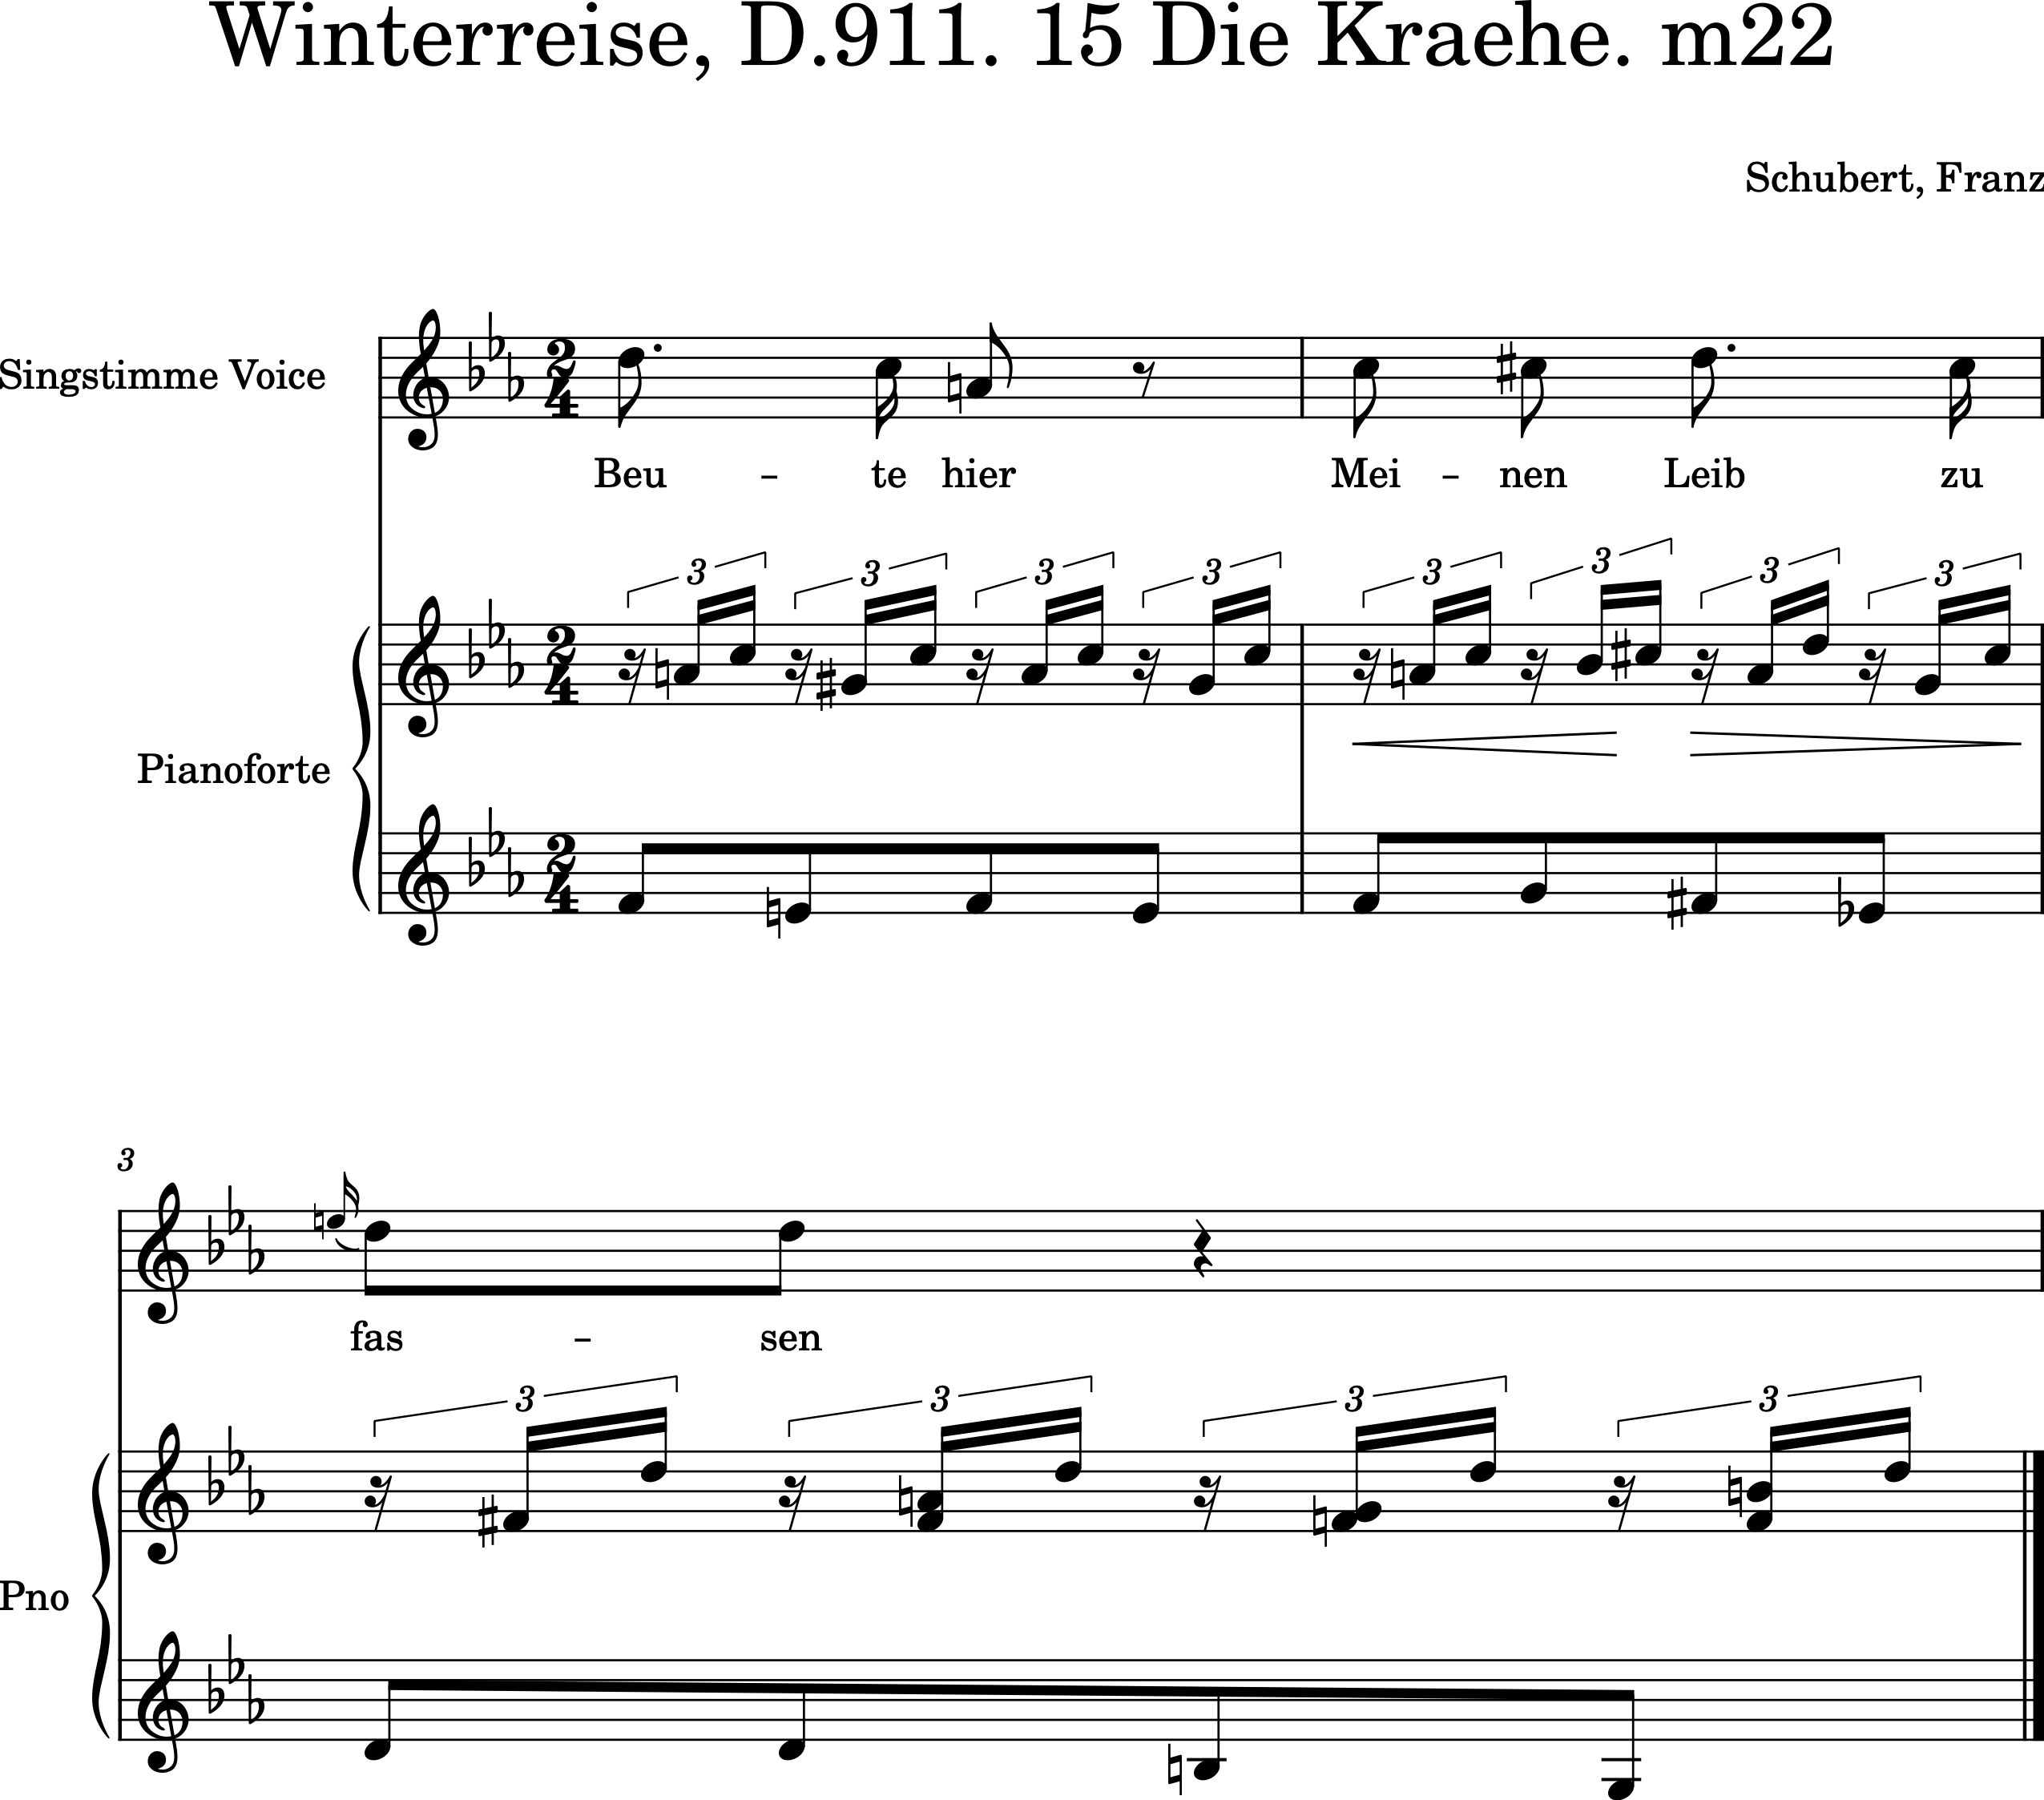 Winterreise, D.911. 15 Die Kraehe. m22
Schubert, Franz
Singstimme Voice
Beu - te hier Mei - nen Leib zu
3 3 3 3 3 3 3 3
Pianoforte
3
fas - sen
3 3 3 3
Pno